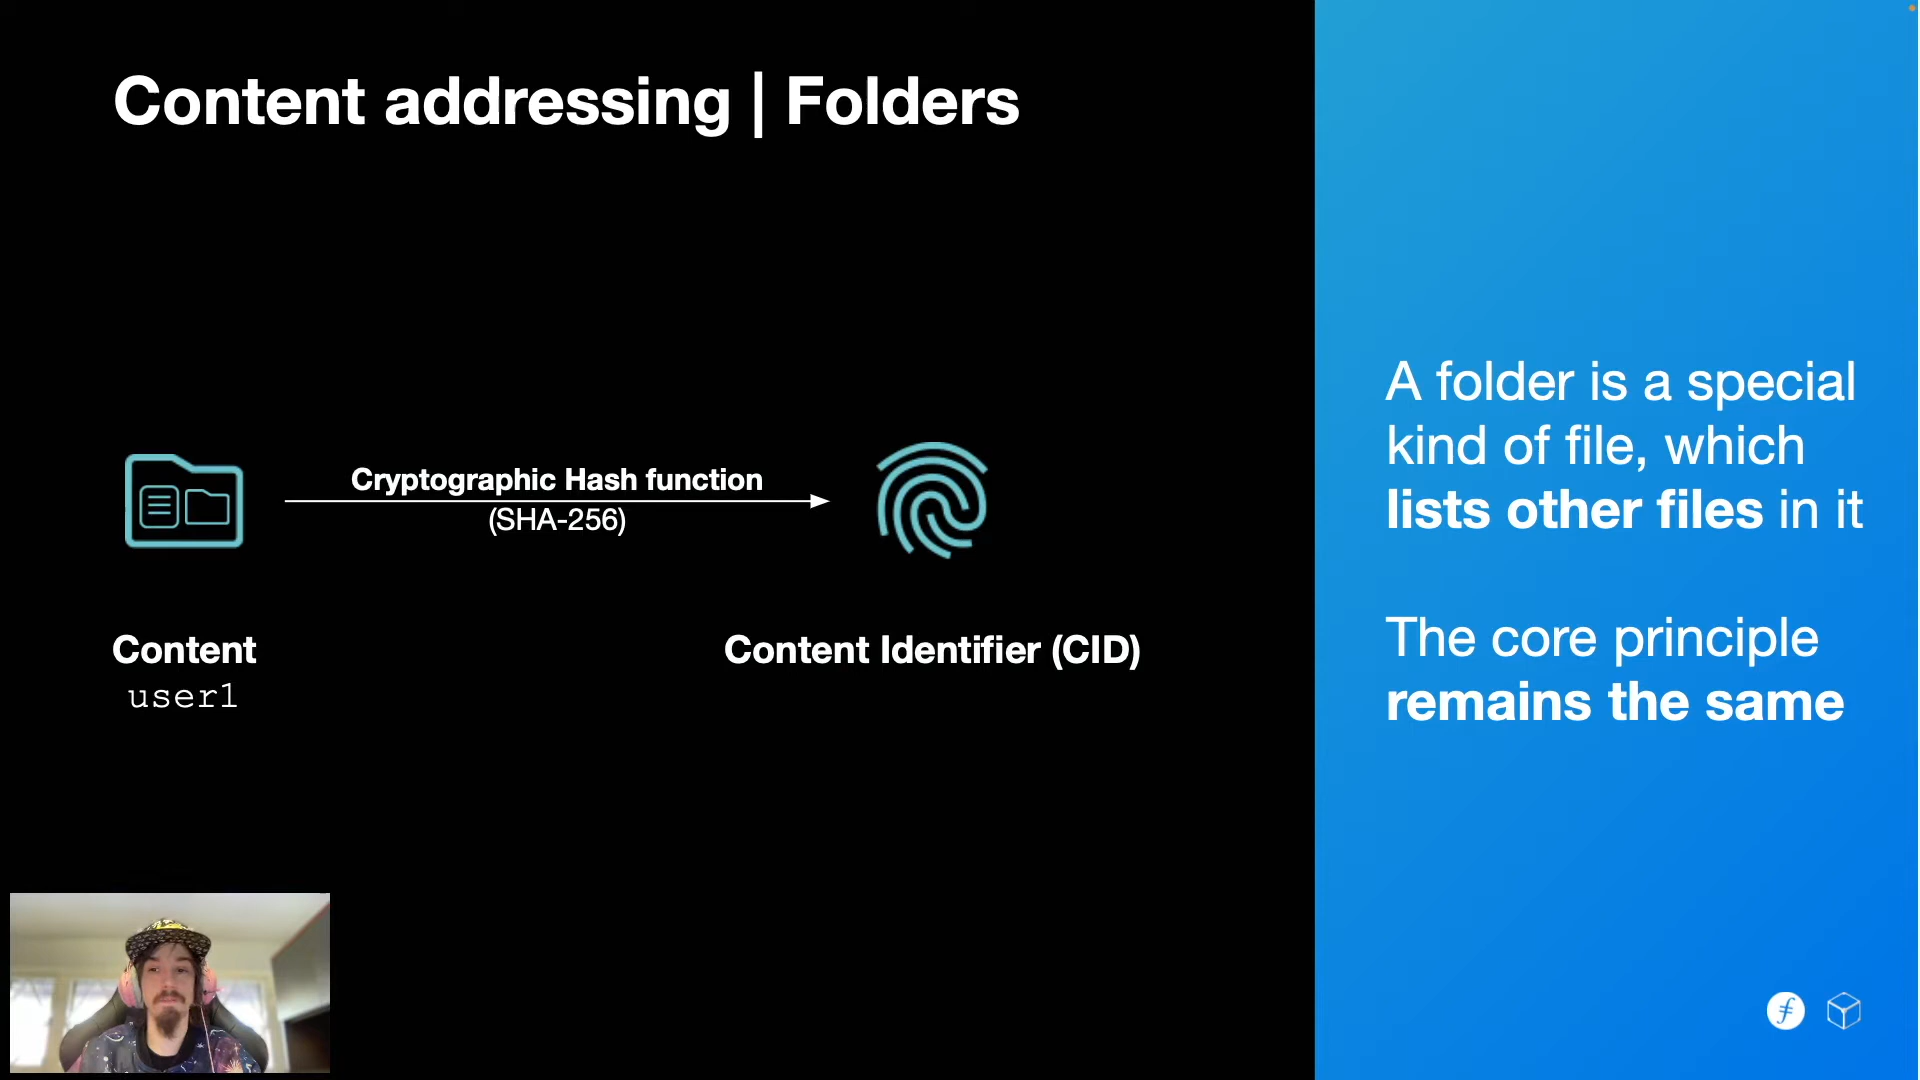 Content addressing | Folders
Cryptographic Hash function
(SHA-256)
Content
user1
Content Identifier (CID)
A folder is a special
kind of file, which
lists other files in it
The core principle
remains the same